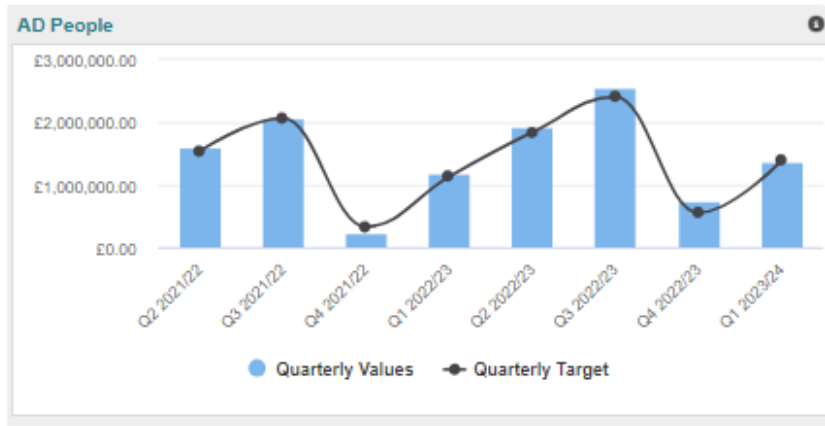 AD People
£3,000,000.00
£2,000,000.00
£1,000,000.00
£0.00
Q2 2021/22
Q3 2021/22
Q4 2021/22
Q1 2022/23
Q2 2022/23
Q3 2022/23
Q4 2022/23
Q1 2023/24
Quarterly Values
Quarterly Target